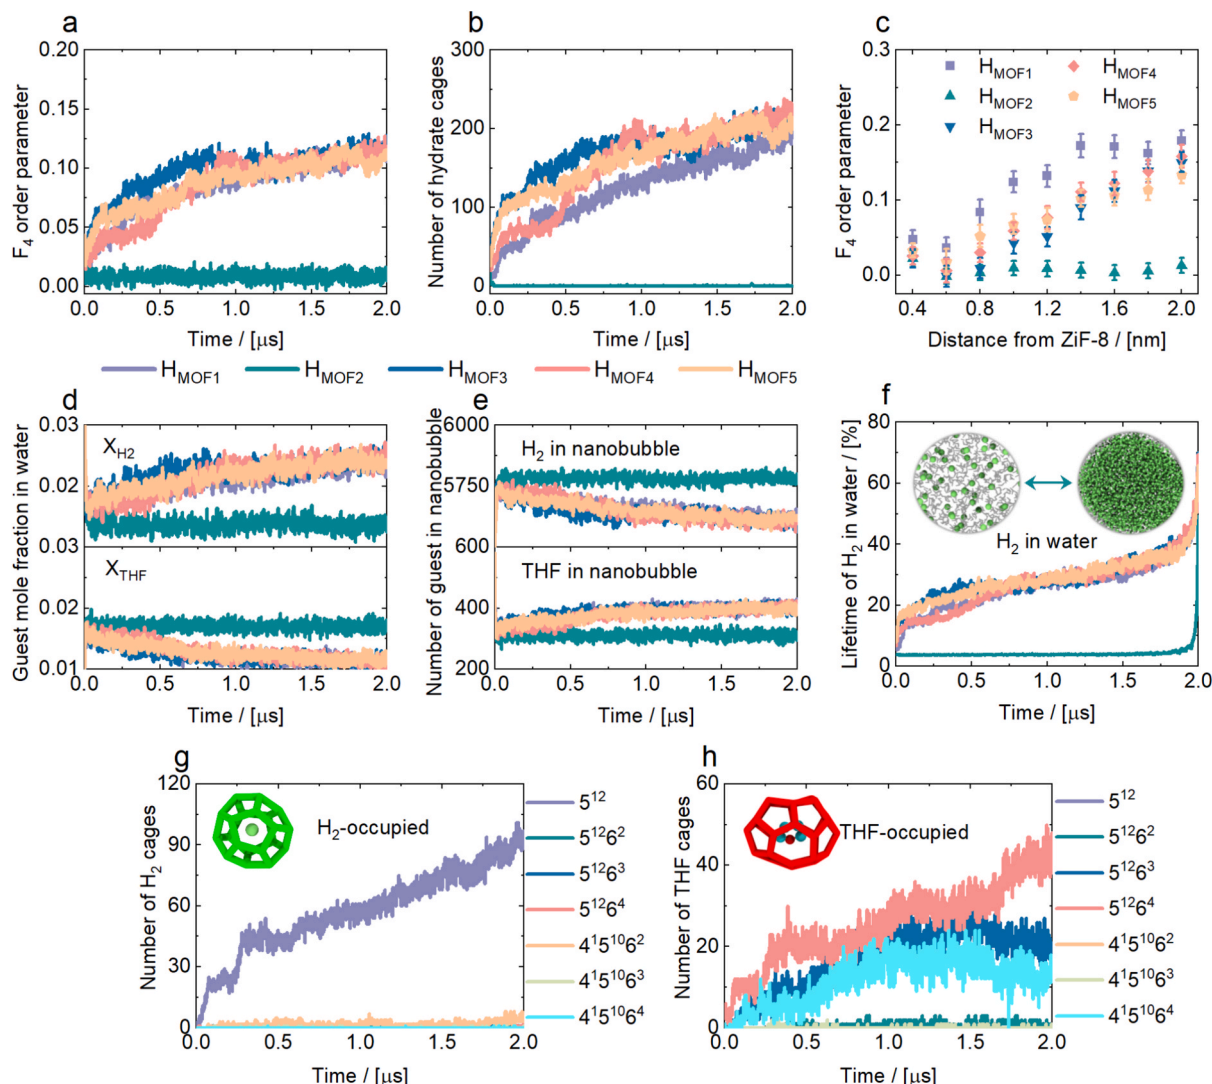 a
F4 order parameter
0.20
0.15
0.10
0.05
0.00
0.0 0.5 1.0 1.5 2.0
Time / [μs]
b
Number of hydrate cages
300
200
100
0
0.0 0.5 1.0 1.5 2.0
Time / [μs]
c
F4 order parameter
0.3
0.2
0.1
0.0
HMOF1 HMOF4
HMOF2 HMOF5
HMOF3
0.4 0.8 1.2 1.6 2.0
Distance from ZiF-8 / [nm]
HMOF1 HMOF2 HMOF3 HMOF4 HMOF5
d
Guest mole fraction in water
0.03
0.02
0.03
0.02
0.01
XH2
XTHF
0.0 0.5 1.0 1.5 2.0
Time / [μs]
e
Number of guest in nanobubble
6000
5750
600
400
200
H2 in nanobubble
THF in nanobubble
0.0 0.5 1.0 1.5 2.0
Time / [μs]
f
Lifetime of H2 in water / [%]
80
60
40
20
0
H2 in water
0.0 0.5 1.0 1.5 2.0
Time / [μs]
g
Number of H2 cages
120
90
60
30
0
H2-occupied
0.0 0.5 1.0 1.5 2.0
Time / [μs]
5¹²
5¹²6²
5¹²6³
5¹²6⁴
4¹5¹⁰6²
4¹5¹⁰6³
4¹5¹⁰6⁴
h
Number of THF cages
60
40
20
0
THF-occupied
0.0 0.5 1.0 1.5 2.0
Time / [μs]
5¹²
5¹²6²
5¹²6³
5¹²6⁴
4¹5¹⁰6²
4¹5¹⁰6³
4¹5¹⁰6⁴